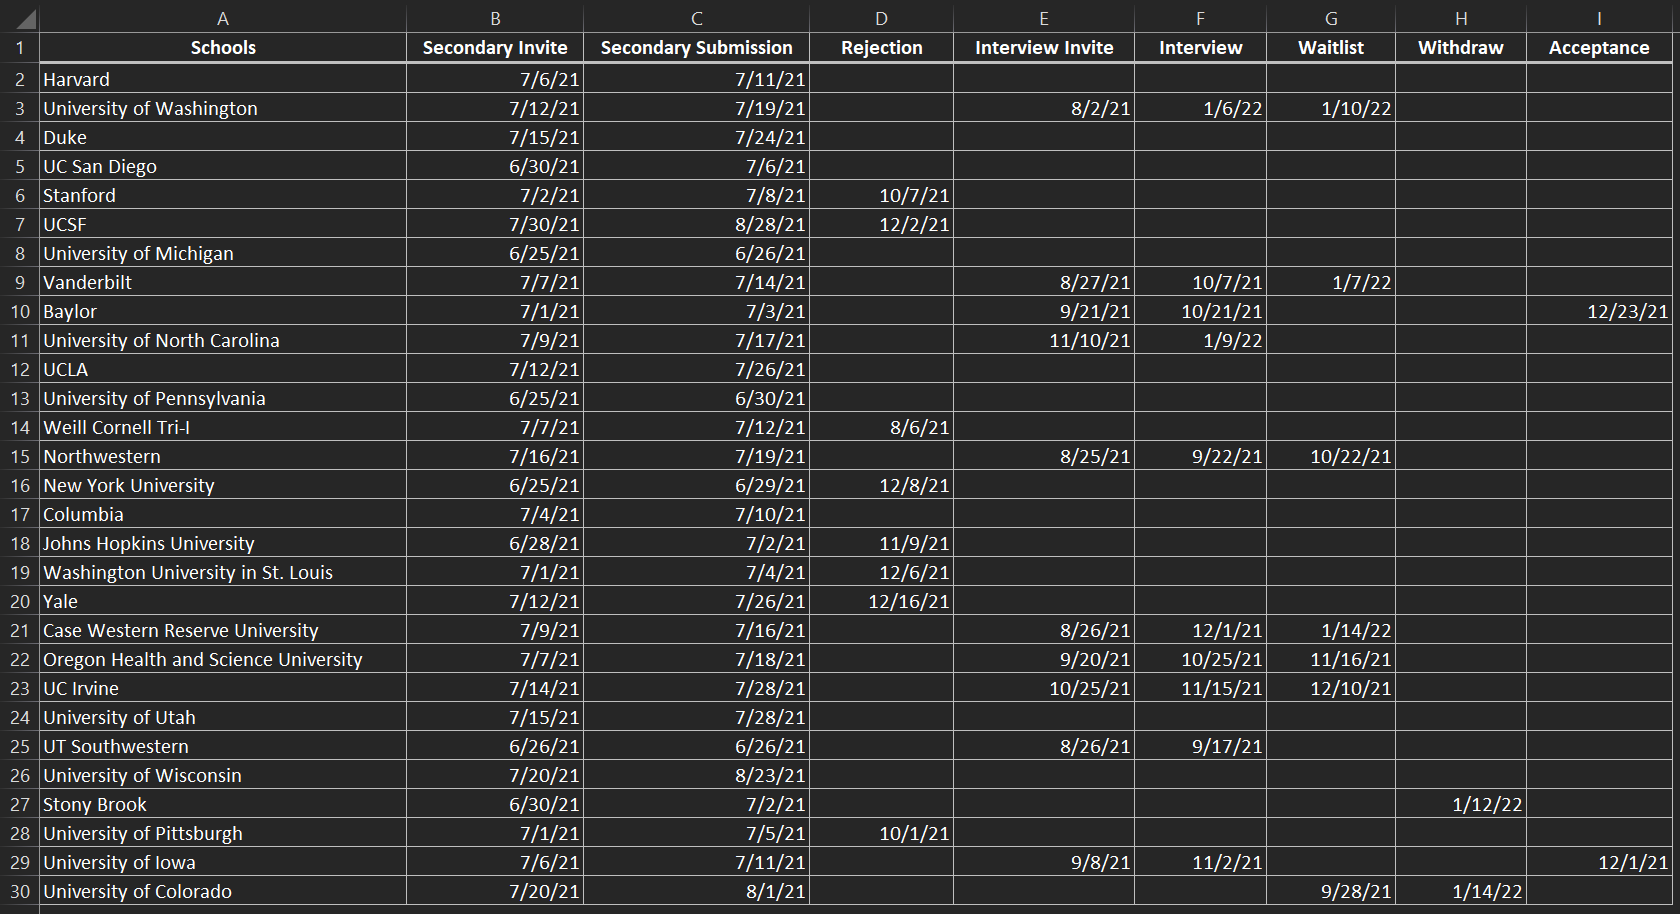 A B C D E F G H I
1 Schools Secondary Invite Secondary Submission Rejection Interview Invite Interview Waitlist Withdraw Acceptance
2 Harvard 7/6/21 7/11/21
3 University of Washington 7/12/21 7/19/21 8/2/21 1/6/22 1/10/22
4 Duke 7/15/21 7/24/21
5 UC San Diego 6/30/21 7/6/21
6 Stanford 7/2/21 7/8/21 10/7/21
7 UCSF 7/30/21 8/28/21 12/2/21
8 University of Michigan 6/25/21 6/26/21
9 Vanderbilt 7/7/21 7/14/21 8/27/21 10/7/21 1/7/22
10 Baylor 7/1/21 7/3/21 9/21/21 10/21/21 12/23/21
11 University of North Carolina 7/9/21 7/17/21 11/10/21 1/9/22
12 UCLA 7/12/21 7/26/21
13 University of Pennsylvania 6/25/21 6/30/21
14 Weill Cornell Tri-I 7/7/21 7/12/21 8/6/21
15 Northwestern 7/16/21 7/19/21 8/25/21 9/22/21 10/22/21
16 New York University 6/25/21 6/29/21 12/8/21
17 Columbia 7/4/21 7/10/21
18 Johns Hopkins University 6/28/21 7/2/21 11/9/21
19 Washington University in St. Louis 7/1/21 7/4/21 12/6/21
20 Yale 7/12/21 7/26/21 12/16/21
21 Case Western Reserve University 7/9/21 7/16/21 8/26/21 12/1/21 1/14/22
22 Oregon Health and Science University 7/7/21 7/18/21 9/20/21 10/25/21 11/16/21
23 UC Irvine 7/14/21 7/28/21 10/25/21 11/15/21 12/10/21
24 University of Utah 7/15/21 7/28/21
25 UT Southwestern 6/26/21 6/26/21 8/26/21 9/17/21
26 University of Wisconsin 7/20/21 8/23/21
27 Stony Brook 6/30/21 7/2/21 1/12/22
28 University of Pittsburgh 7/1/21 7/5/21 10/1/21
29 University of Iowa 7/6/21 7/11/21 9/8/21 11/2/21 12/1/21
30 University of Colorado 7/20/21 8/1/21 9/28/21 1/14/22